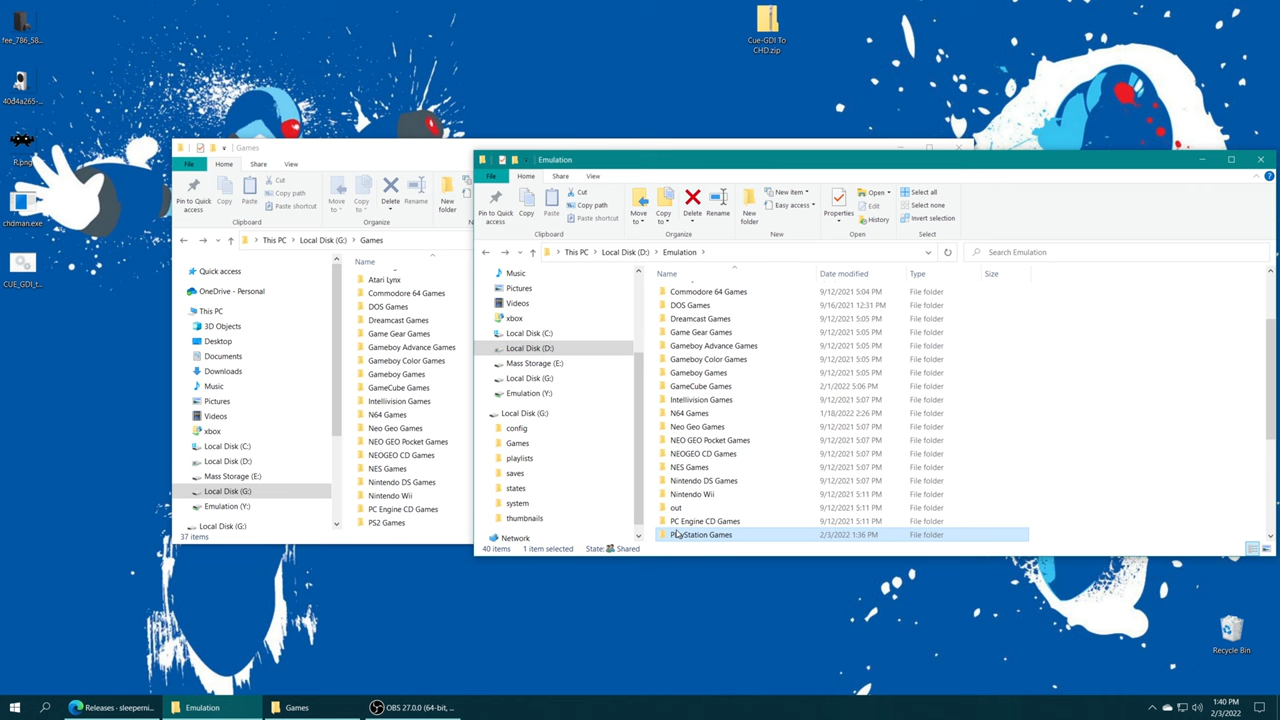 fee_786_58...
40d4a265-...
R.png
chdman.exe
CUE_GDI_t...
Cue-GDI To
CHD.zip
Recycle Bin
Games
File Home Share View
Pin to Quick
access
Copy
Paste
Cut
Copy path
Paste shortcut
Clipboard
Move
to
Copy
to
Delete
Rename
Organize
New
folder
This PC > Local Disk (G:) > Games
Name
Quick access
OneDrive - Personal
This PC
3D Objects
Desktop
Documents
Downloads
Music
Pictures
Videos
xbox
Local Disk (C:)
Local Disk (D:)
Mass Storage (E:)
Local Disk (G:)
Emulation (Y:)
Local Disk (G:)
Atari Lynx
Commodore 64 Games
DOS Games
Dreamcast Games
Game Gear Games
Gameboy Advance Games
Gameboy Color Games
Gameboy Games
GameCube Games
Intellivision Games
N64 Games
Neo Geo Games
NEO GEO Pocket Games
NEOGEO CD Games
NES Games
Nintendo DS Games
Nintendo Wii
PC Engine CD Games
PS2 Games
37 items
Emulation
File Home Share View
Pin to Quick
access
Copy
Paste
Cut
Copy path
Paste shortcut
Clipboard
Move
to
Copy
to
Delete
Rename
Organize
New
folder
New item
Easy access
New
Properties
Open
Edit
History
Open
Select all
Select none
Invert selection
Select
This PC > Local Disk (D:) > Emulation >
Search Emulation
Music
Pictures
Videos
xbox
Local Disk (C:)
Local Disk (D:)
Mass Storage (E:)
Local Disk (G:)
Emulation (Y:)
Local Disk (G:)
config
Games
playlists
saves
states
system
thumbnails
Network
Name Date modified Type Size
Commodore 64 Games 9/12/2021 5:04 PM File folder
DOS Games 9/16/2021 12:31 PM File folder
Dreamcast Games 9/12/2021 5:05 PM File folder
Game Gear Games 9/12/2021 5:05 PM File folder
Gameboy Advance Games 9/12/2021 5:05 PM File folder
Gameboy Color Games 9/12/2021 5:05 PM File folder
Gameboy Games 9/12/2021 5:05 PM File folder
GameCube Games 2/1/2022 5:06 PM File folder
Intellivision Games 9/12/2021 5:07 PM File folder
N64 Games 1/18/2022 2:26 PM File folder
Neo Geo Games 9/12/2021 5:07 PM File folder
NEO GEO Pocket Games 9/12/2021 5:07 PM File folder
NEOGEO CD Games 9/12/2021 5:07 PM File folder
NES Games 9/12/2021 5:07 PM File folder
Nintendo DS Games 9/12/2021 5:07 PM File folder
Nintendo Wii 9/12/2021 5:11 PM File folder
out 9/12/2021 5:11 PM File folder
PC Engine CD Games 9/12/2021 5:11 PM File folder
PlayStation Games 2/3/2022 1:36 PM File folder
40 items 1 item selected State: Shared
Releases - sleeperni...
Emulation
Games
OBS 27.0.0 (64-bit, ...
1:40 PM
2/3/2022